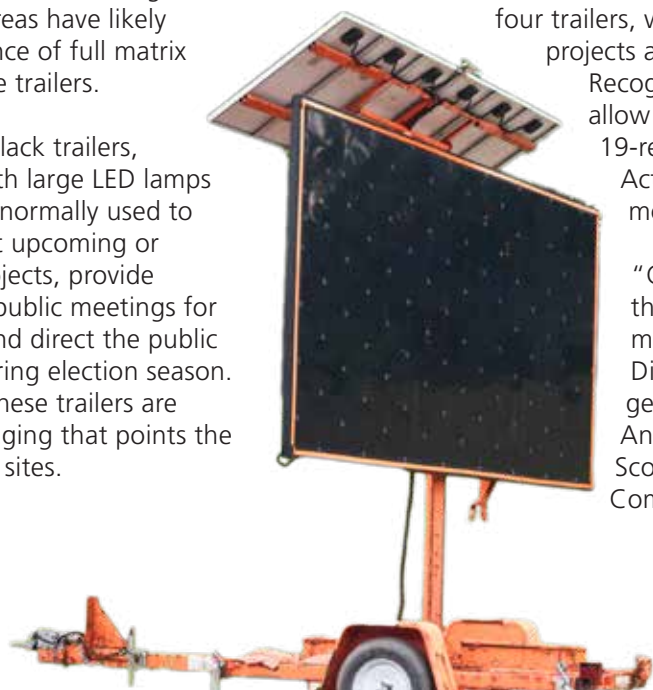 reas have likely
nce of full matrix
e trailers.
lack trailers,
th large LED lamps
normally used to
t upcoming or
jects, provide
public meetings for
nd direct the public
ring election season.
hese trailers are
ging that points the
sites.
four trailers, w
projects a
Recog
allow
19-re
Act
me
“C
th
m
Di
ge
An
Sco
Com